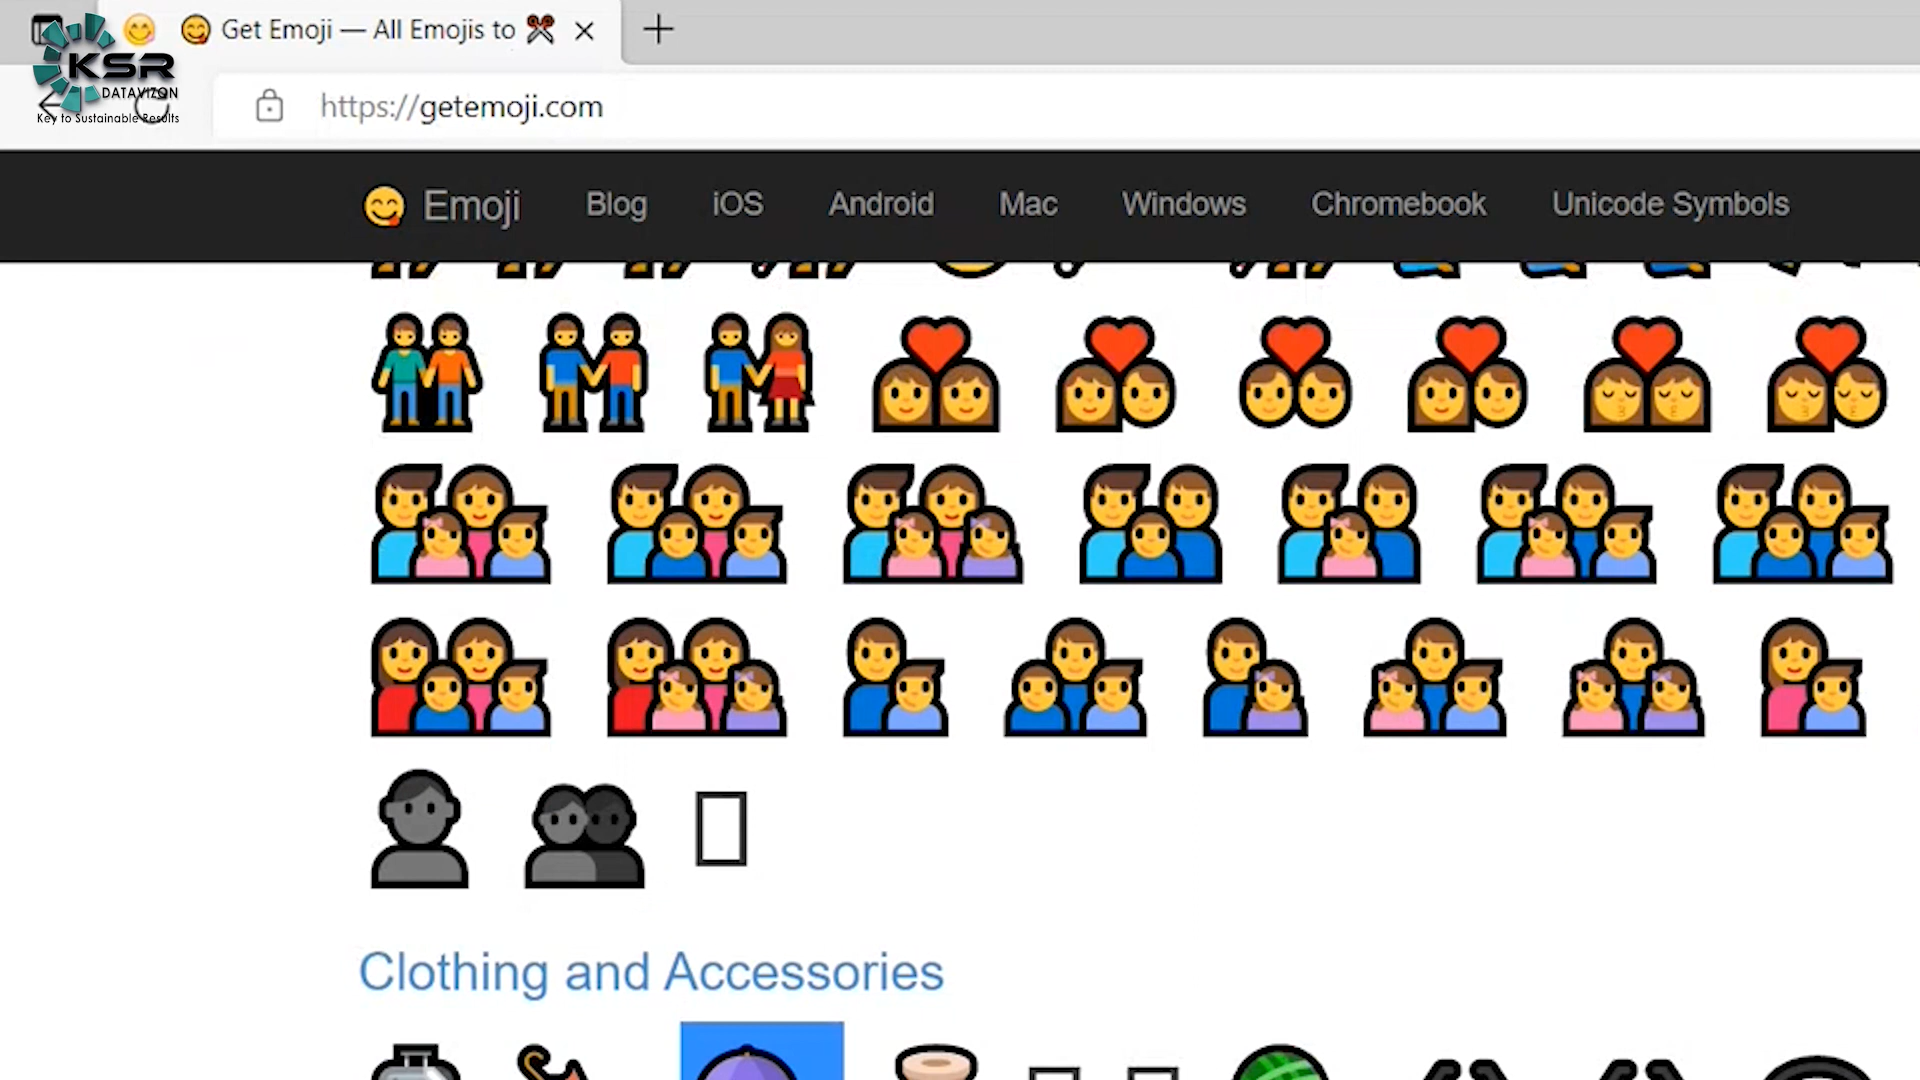 Get Emoji — All Emojis to
KSR
DATAVIZON
Key to Sustainable Results
https://getemoji.com
Emoji Blog iOS Android Mac Windows Chromebook Unicode Symbols
Clothing and Accessories